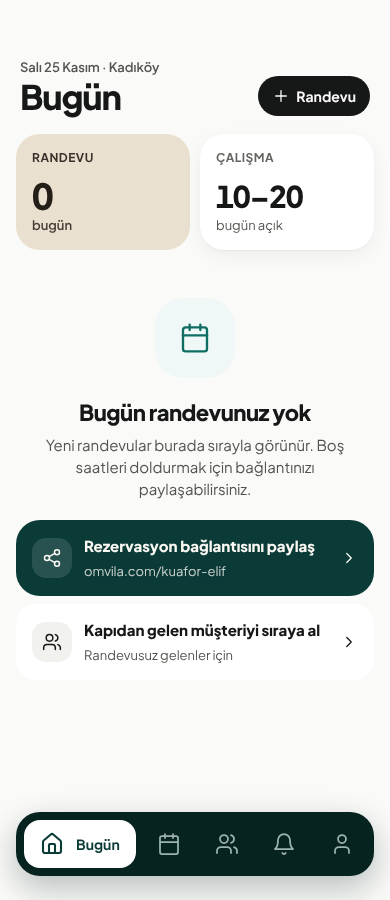 Salı 25 Kasım · Kadıköy
Bugün
Randevu
RANDEVU
0
bugün
ÇALIŞMA
10–20
bugün açık
Bugün randevunuz yok
Yeni randevular burada sırayla görünür. Boş
saatleri doldurmak için bağlantınızı
paylaşabilirsiniz.
Rezervasyon bağlantısını paylaş
omvila.com/kuafor-elif
Kapıdan gelen müşteriyi sıraya al
Randevusuz gelenler için
Bugün